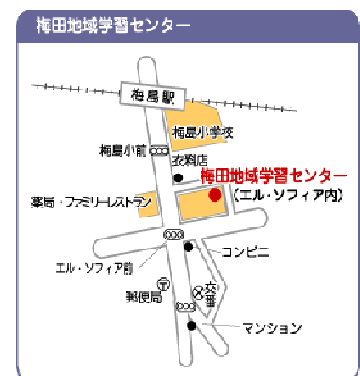 梅田地域学習センター
梅島駅
梅島小学校
梅島小前
衣料店
梅田地域学習センター
(エル・ソフィア内)
薬局・ファミリーレストラン
コンビニ
エル・ソフィア前
交番
郵便局
マンション